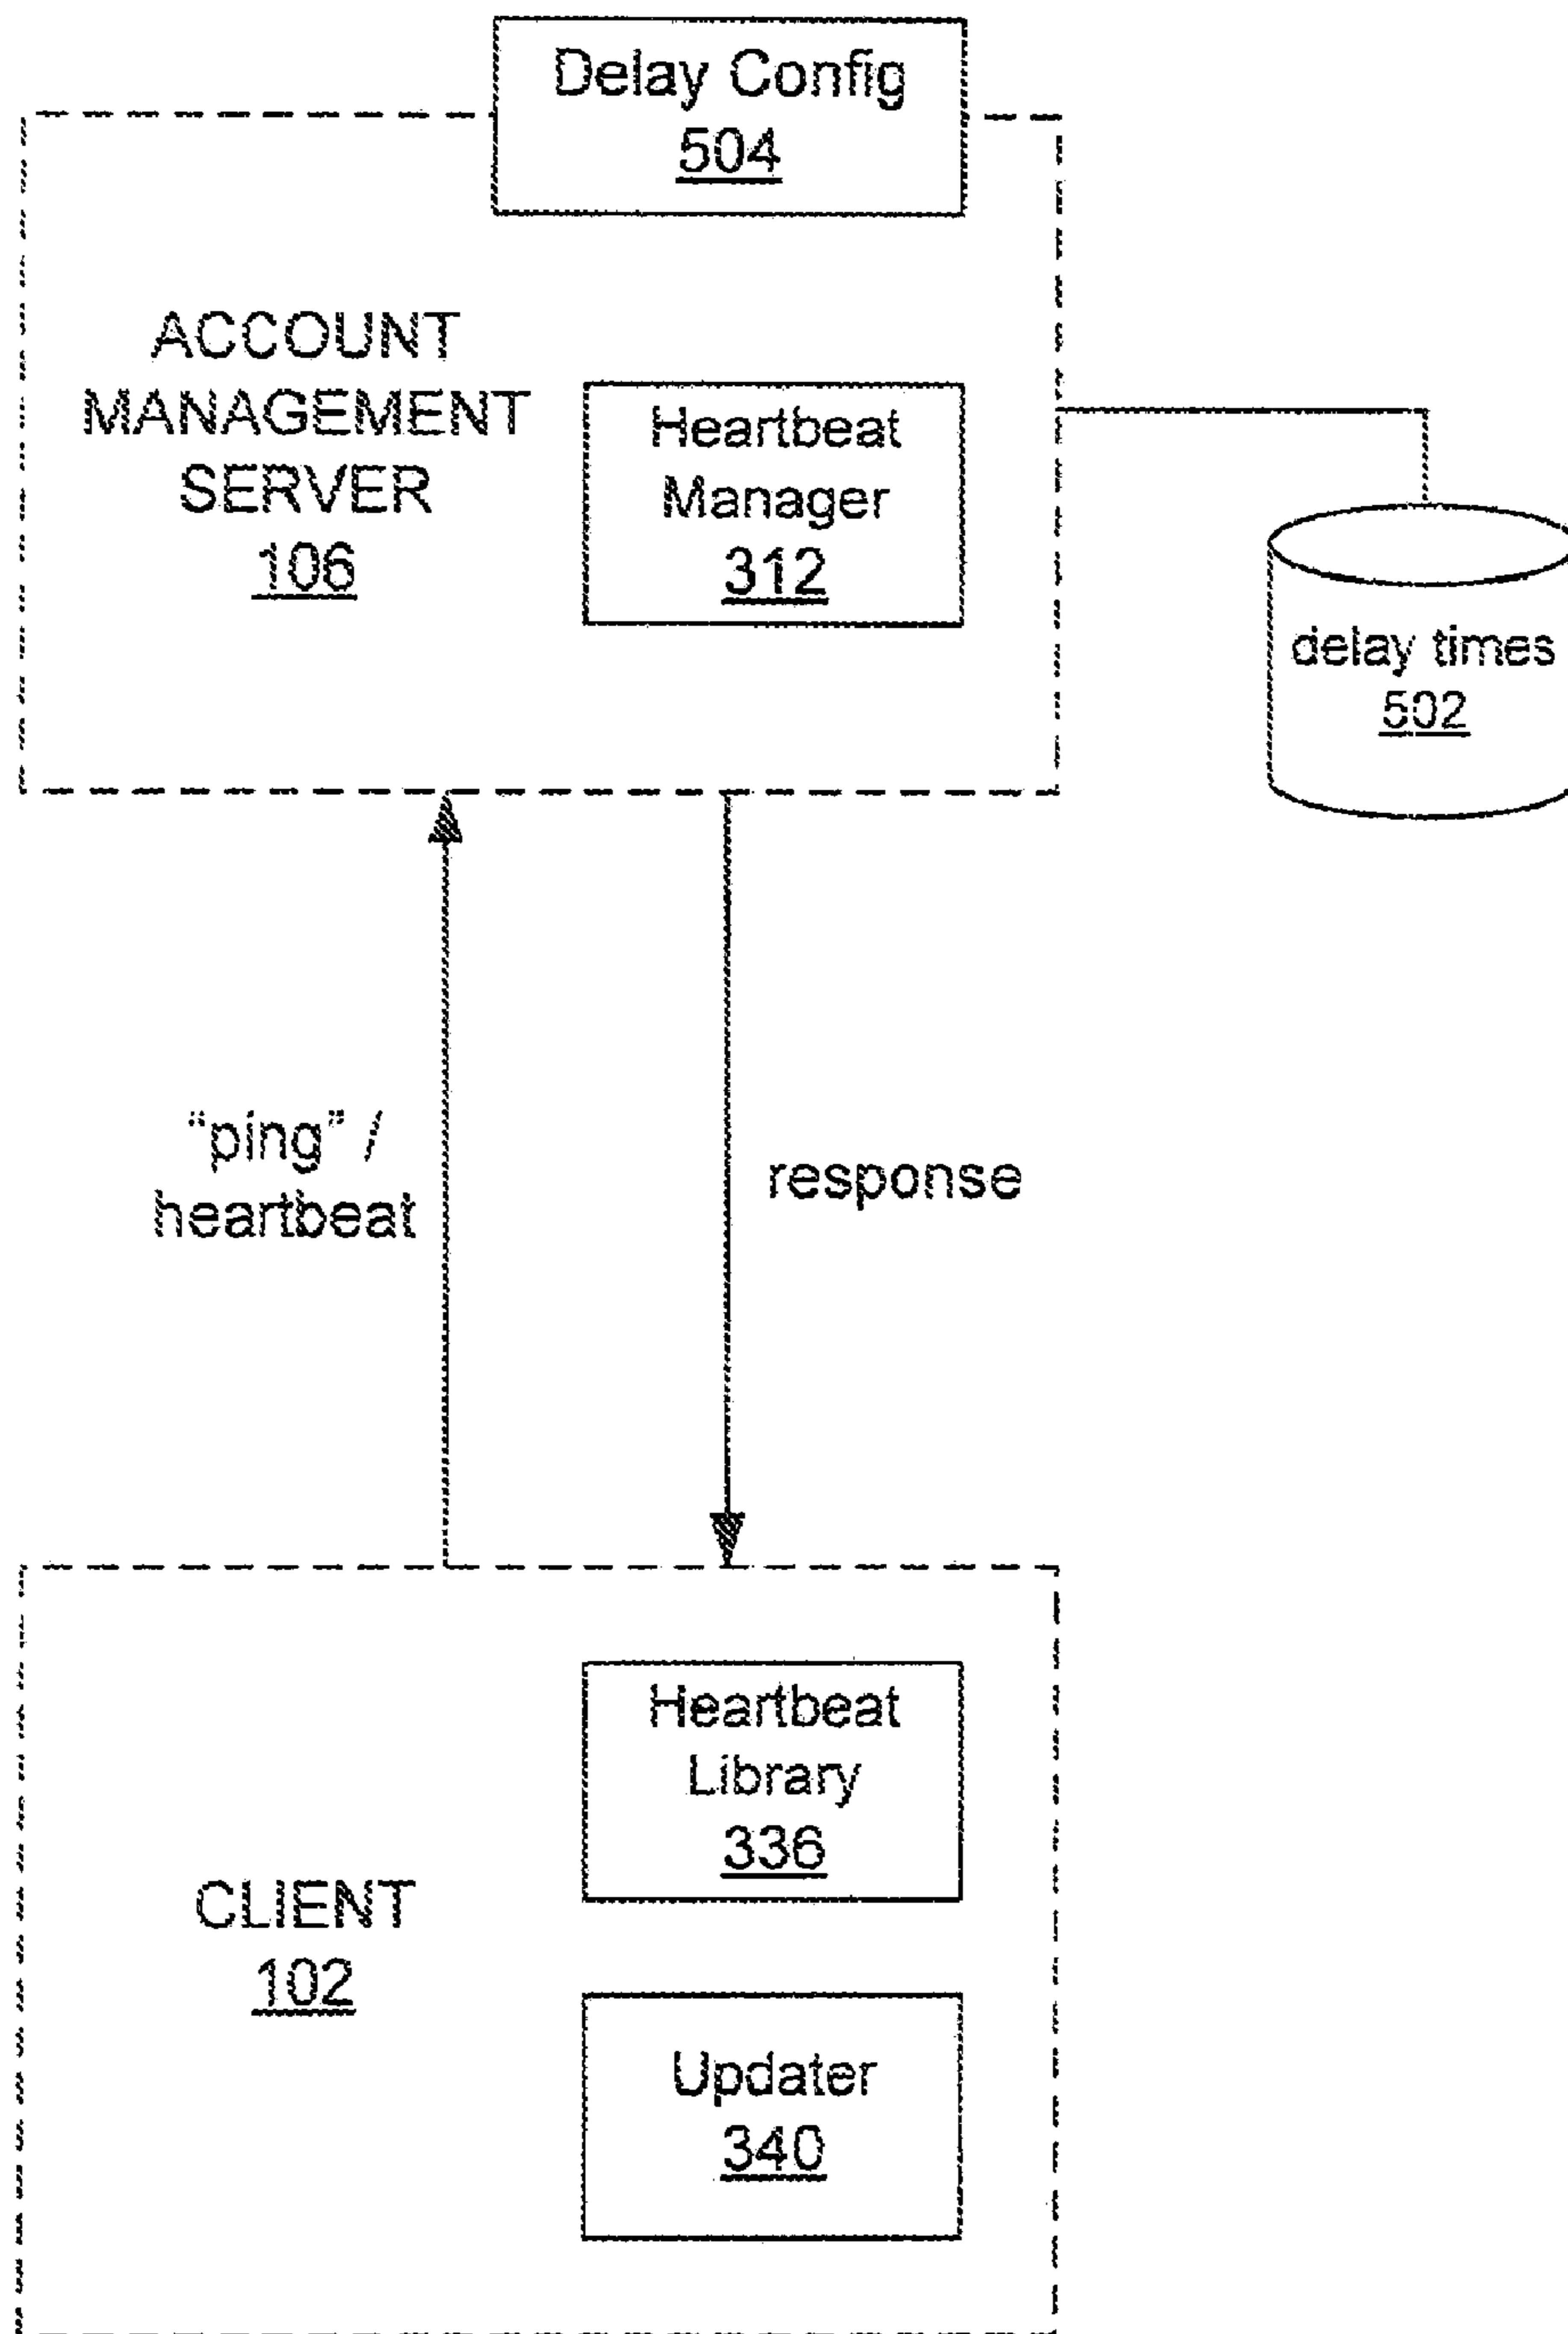 Delay Config
504
ACCOUNT
MANAGEMENT
SERVER
106
Heartbeat
Manager
312
delay times
502
“ping” /
heartbeat
response
Heartbeat
Library
336
CLIENT
102
Updater
340